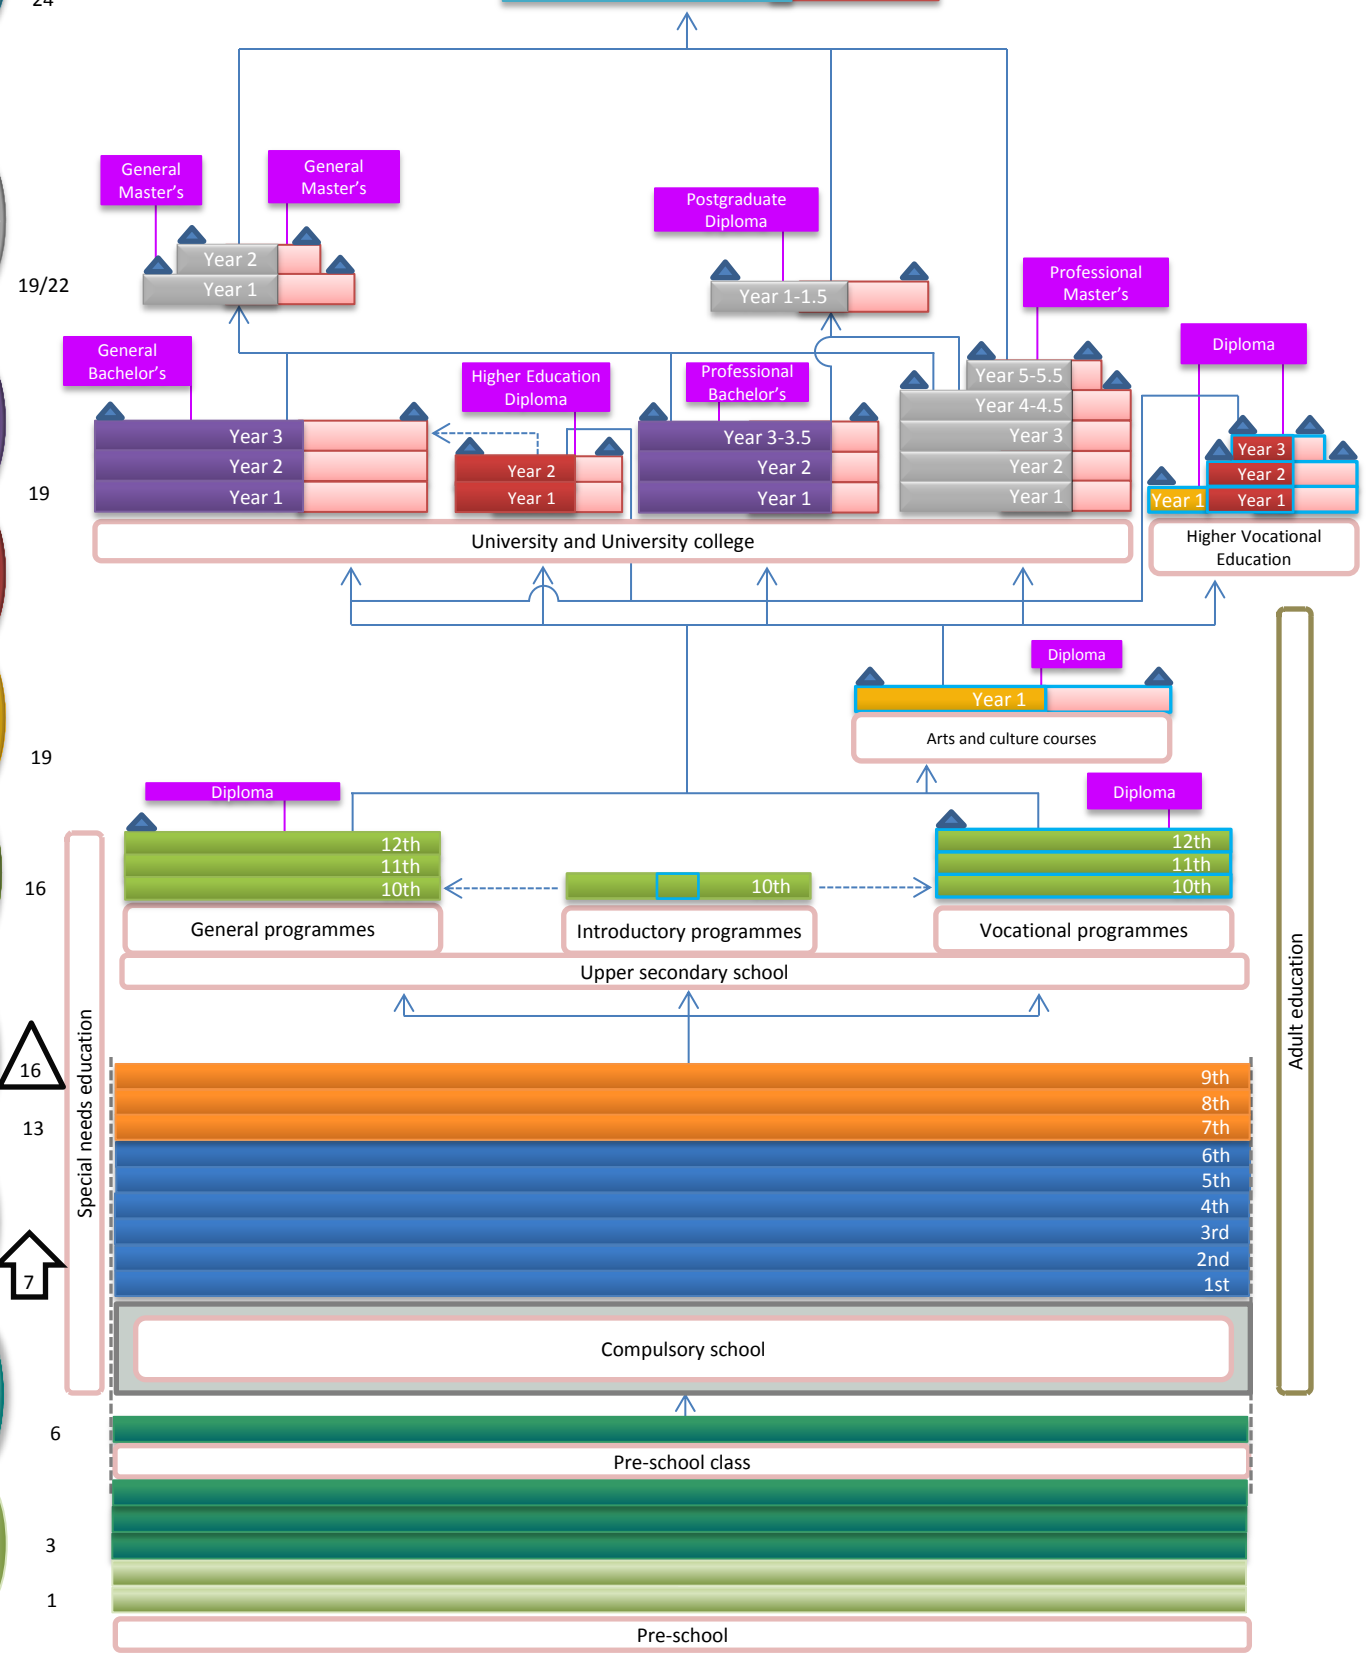 24
General
Master's
General
Master's
Postgraduate
Diploma
Year 2
Year 1
19/22
Year 1-1.5
Professional
Master's
General
Bachelor's
Higher Education
Diploma
Professional
Bachelor's
Diploma
Year 5-5.5
Year 4-4.5
Year 3
Year 2
Year 1
Year 3
Year 2
Year 1
Year 2
Year 1
Year 3-3.5
Year 2
Year 1
Year 3
Year 2
Year 1
Year 1
19
University and University college
Higher Vocational
Education
Diploma
Year 1
Arts and culture courses
19
Diploma
Diploma
12th
11th
10th
10th
12th
11th
10th
16
General programmes
Introductory programmes
Vocational programmes
Upper secondary school
Special needs education
Adult education
16
13
7
9th
8th
7th
6th
5th
4th
3rd
2nd
1st
Compulsory school
6
Pre-school class
3
1
Pre-school